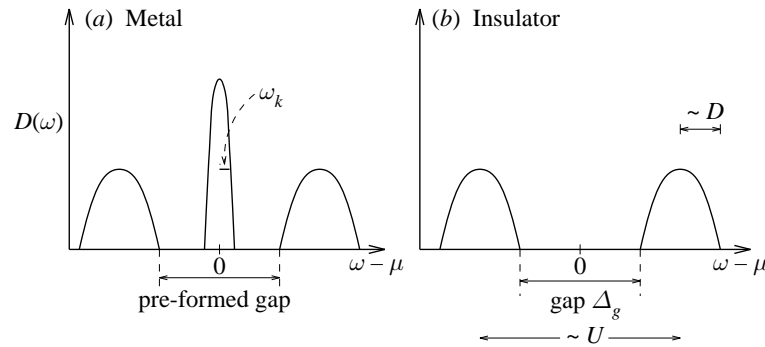 (a) Metal
D(ω)
ω_k
0
ω – μ
pre-formed gap
(b) Insulator
~ D
0
ω – μ
gap Δ_g
~ U